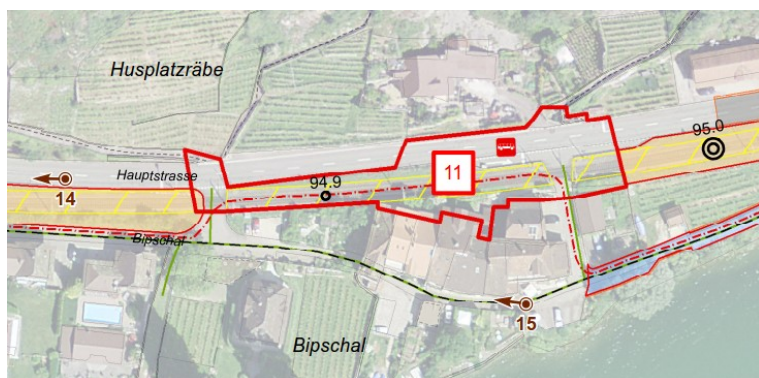 Husplatzräbe
95.0
11
Hauptstrasse
94.9
14
Bipschal
15
Bipschal